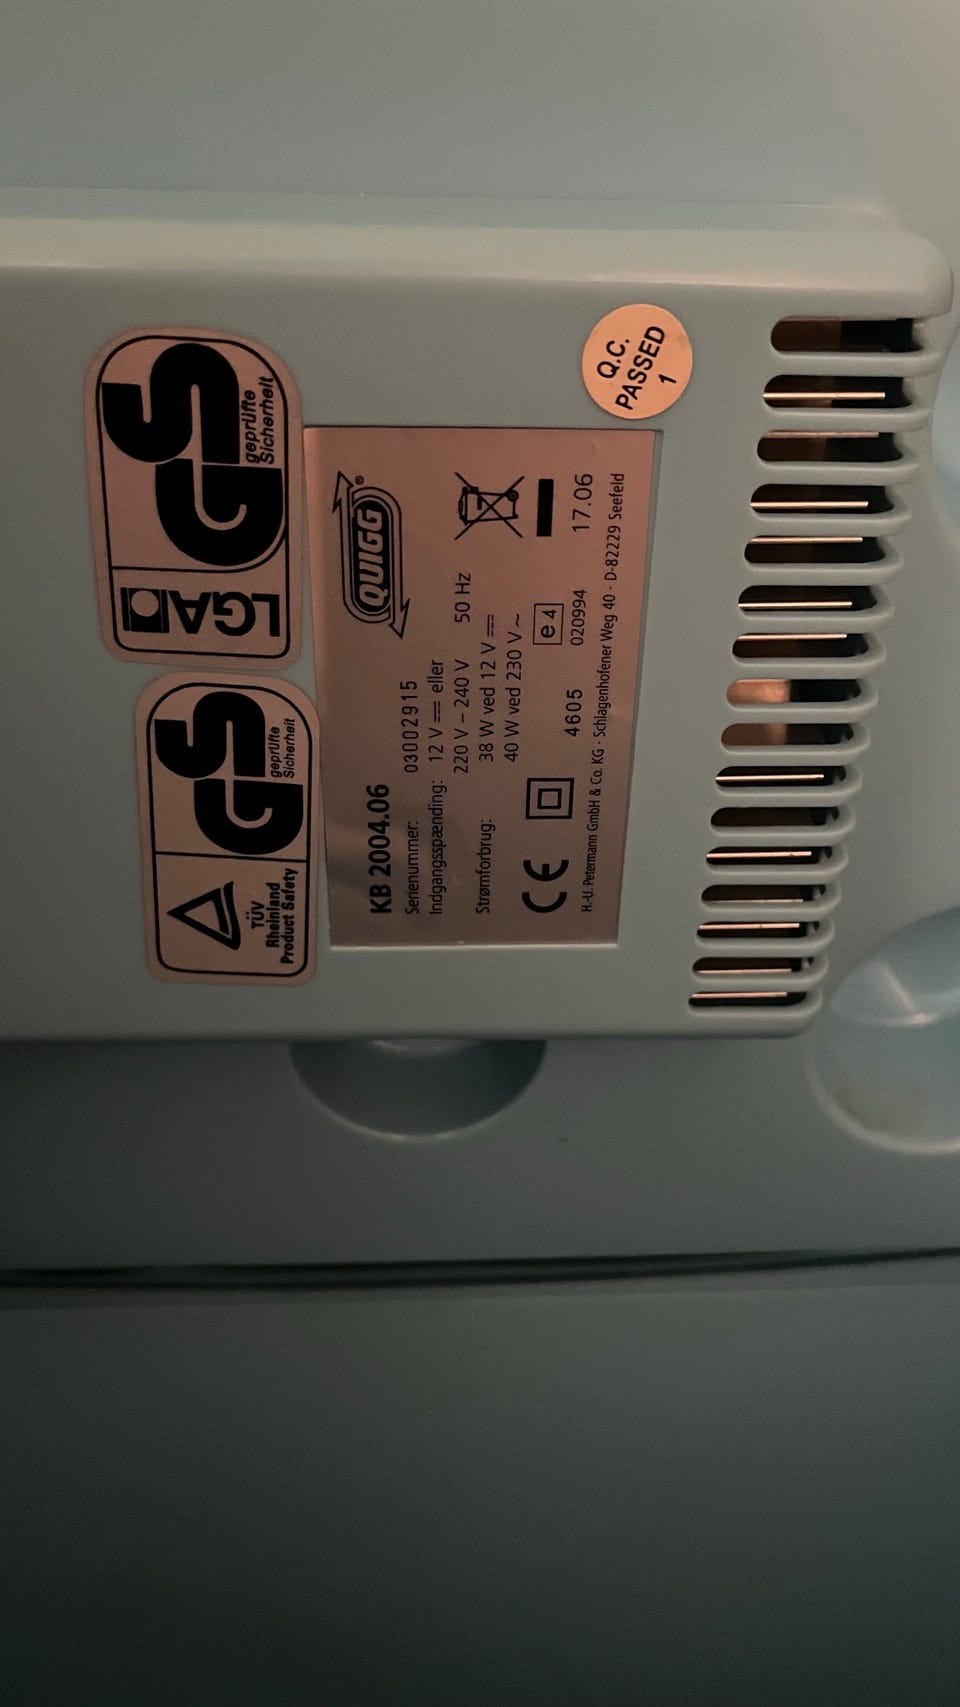 Q.C.
PASSED
1
LGA
GS
geprüfte
Sicherheit
TÜV
Rheinland
Product Safety
GS
geprüfte
Sicherheit
QUIGG®
KB 2004.06
Serienummer: 03002915
Indgangsspænding: 12 V ⎓ eller
220 V – 240 V 50 Hz
Strømforbrug: 38 W ved 12 V ⎓
40 W ved 230 V~
CE e4
4605 020994 17.06
H.-U. Petermann GmbH & Co. KG · Schlagenhofener Weg 40 · D-82229 Seefeld